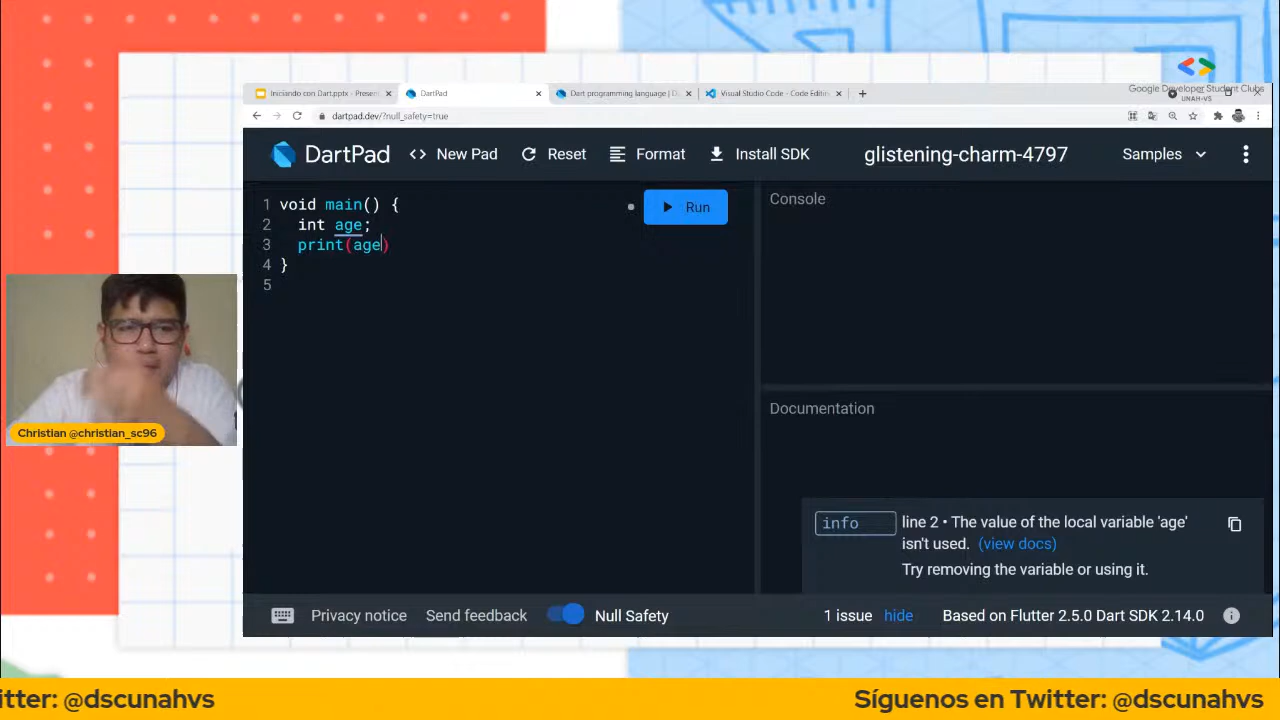 Iniciando con Dart.pptx - Presen
DartPad
Dart programming language | D
Visual Studio Code - Code Editin
Google Developer Student Clubs
UNAH-VS
dartpad.dev/?null_safety=true
DartPad
<> New Pad
Reset
Format
Install SDK
glistening-charm-4797
Samples
1 void main() {
2 int age;
3 print(age)
4 }
5
Run
Console
Documentation
info
line 2 • The value of the local variable 'age'
isn't used. (view docs)
Try removing the variable or using it.
Christian @christian_sc96
Privacy notice
Send feedback
Null Safety
1 issue
hide
Based on Flutter 2.5.0 Dart SDK 2.14.0
itter: @dscunahvs
Síguenos en Twitter: @dscunahvs